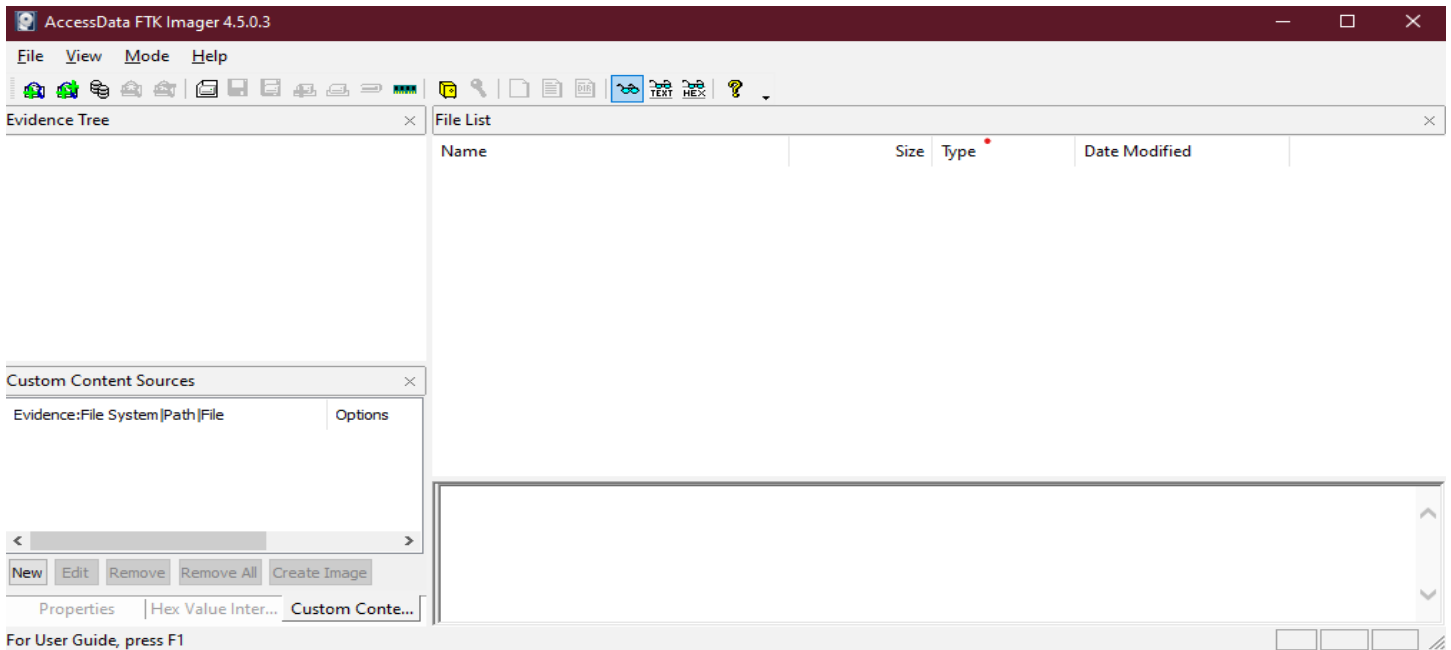 AccessData FTK Imager 4.5.0.3
File View Mode Help
TEXT HEX ?
Evidence Tree
File List
Name Size Type Date Modified
Custom Content Sources
Evidence:File System|Path|File Options
New Edit Remove Remove All Create Image
Properties Hex Value Inter... Custom Conte...
For User Guide, press F1